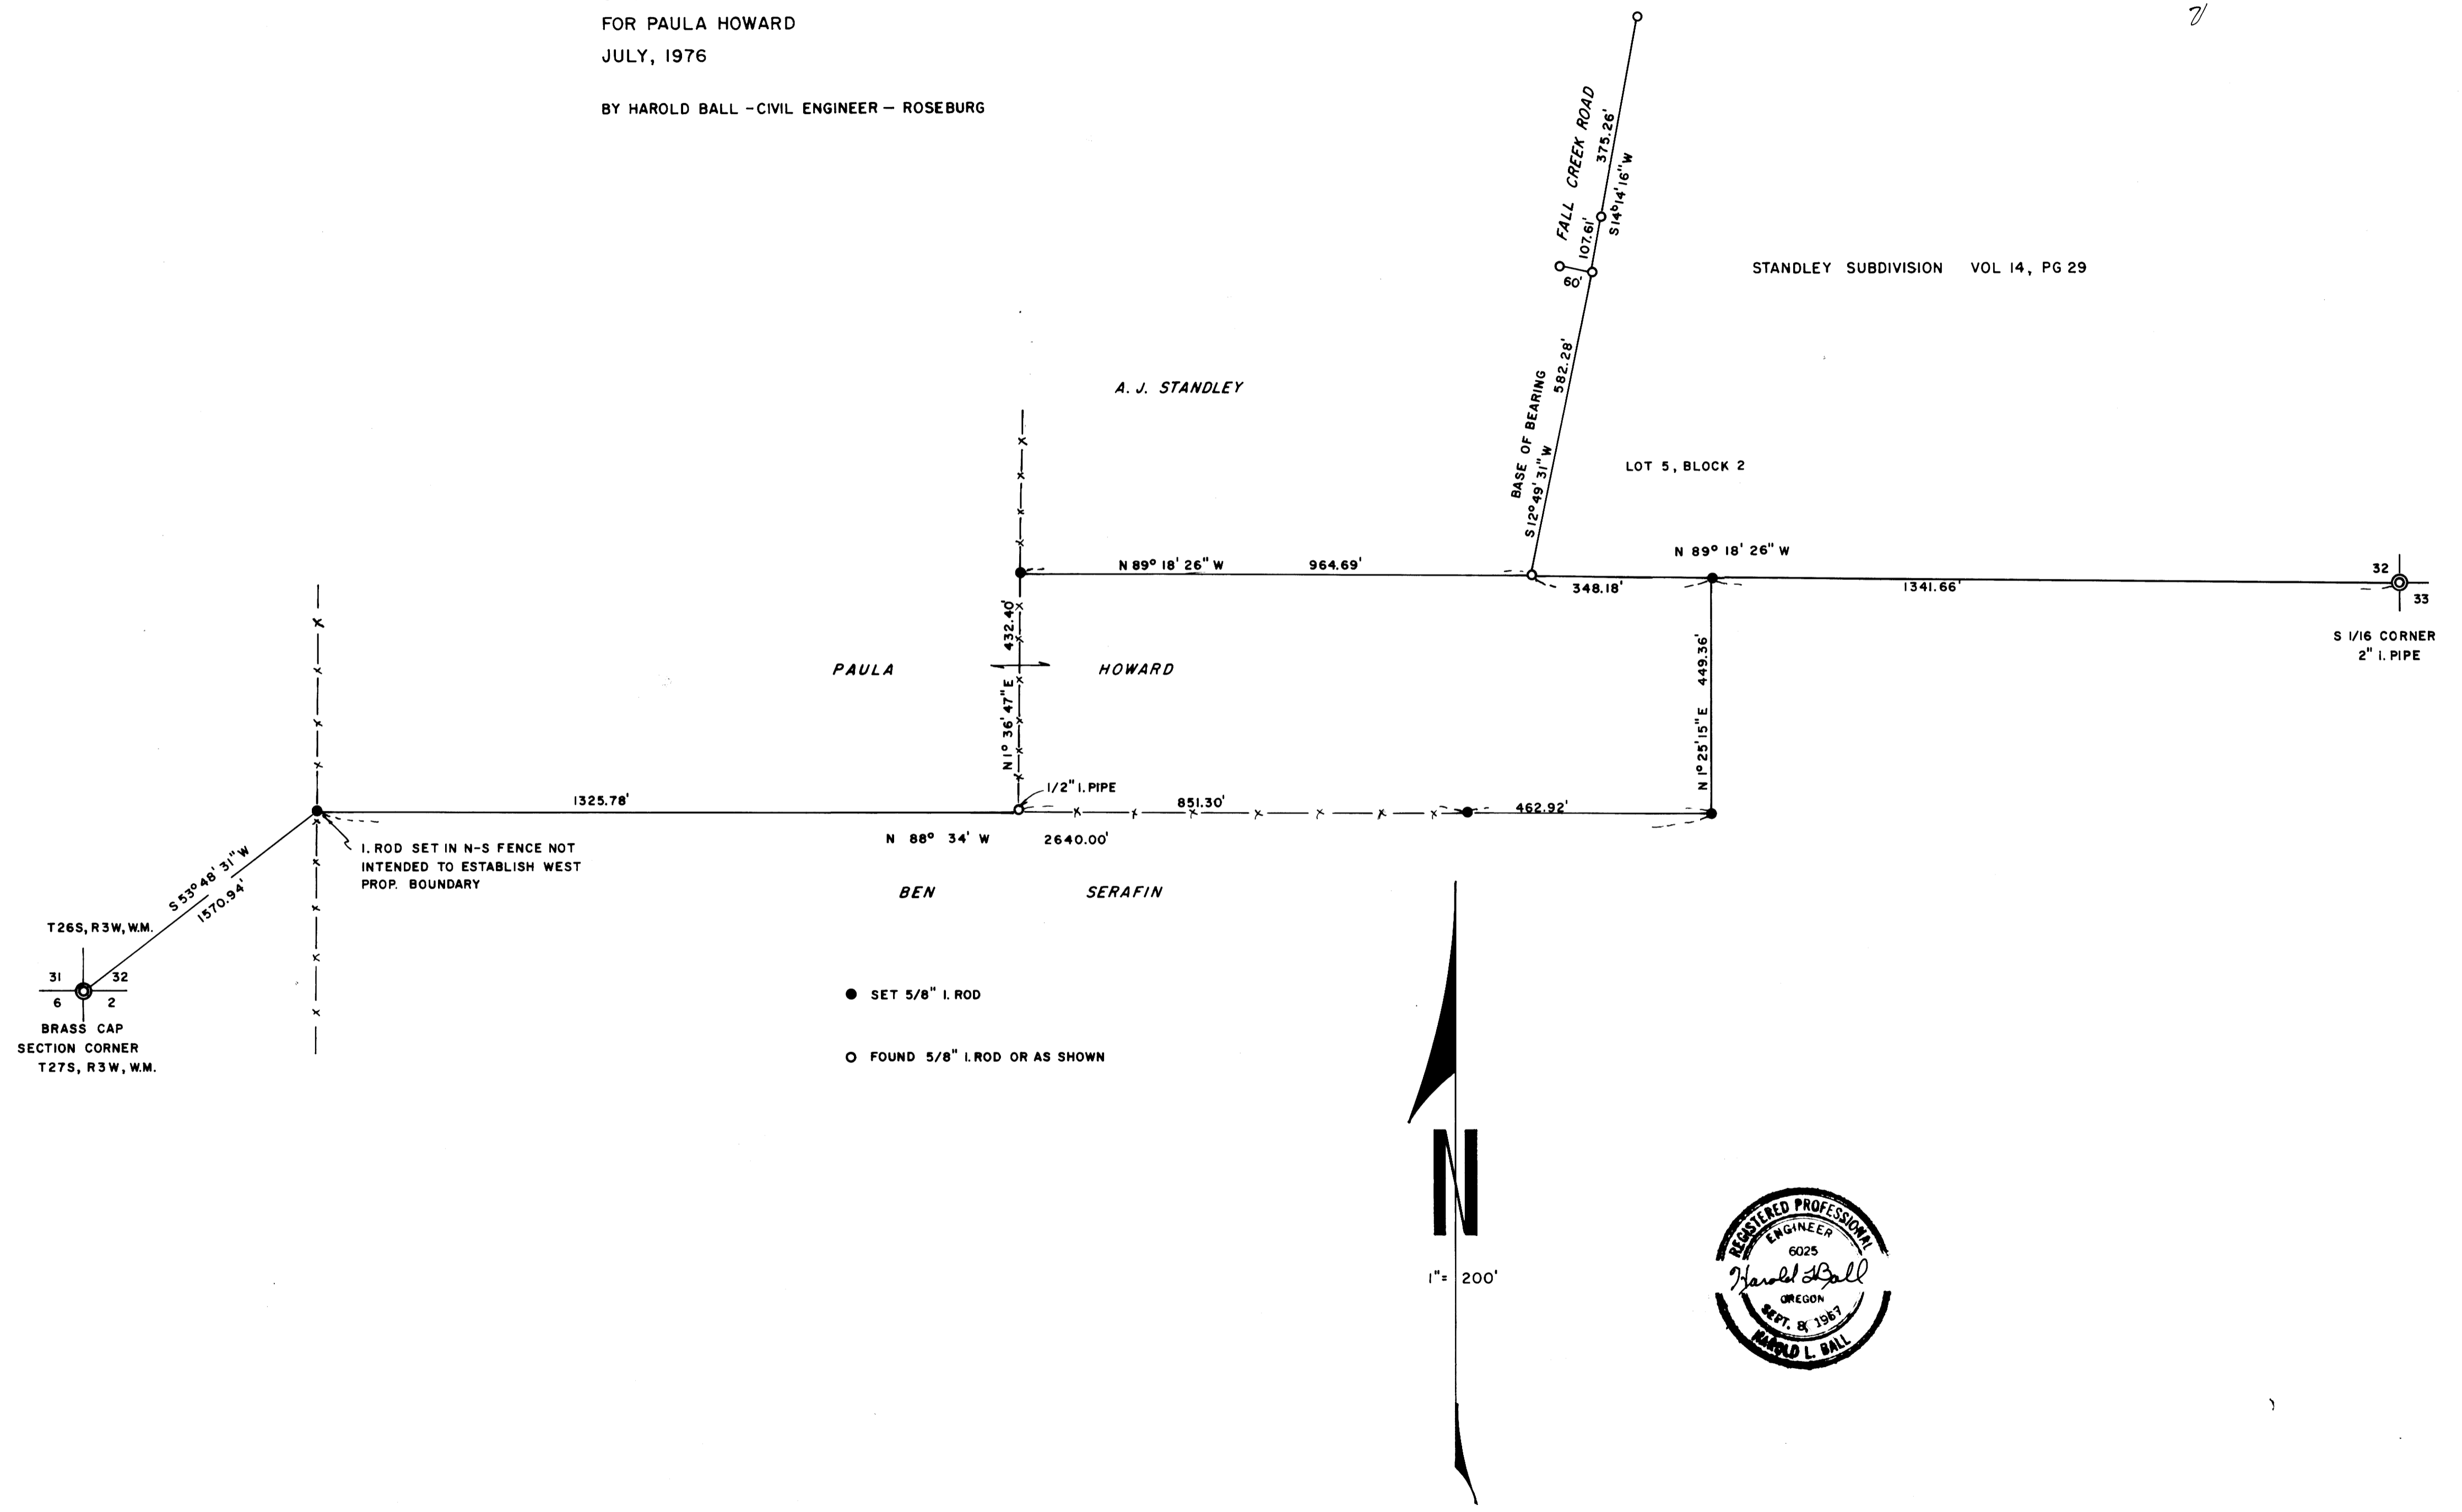 FOR PAULA HOWARD
JULY, 1976
BY HAROLD BALL - CIVIL ENGINEER - ROSEBURG
FALL CREEK ROAD
375.26'
S 14° 14' 16" W
107.61'
60'
STANDLEY SUBDIVISION VOL 14, PG 29
582.28'
BASE OF BEARING
S 12° 49' 31" W
A. J. STANDLEY
LOT 5, BLOCK 2
N 89° 18' 26" W 964.69'
N 89° 18' 26" W
348.18'
1341.66'
32
33
S 1/16 CORNER
2" I. PIPE
N 1° 36' 47" E 432.40'
PAULA HOWARD
N 1° 25' 15" E 449.36'
1/2" I. PIPE
1325.78'
851.30'
462.92'
N 88° 34' W 2640.00'
I. ROD SET IN N-S FENCE NOT
INTENDED TO ESTABLISH WEST
PROP. BOUNDARY
BEN SERAFIN
S 53° 48' 31" W
1570.94'
T26S, R3W, W.M.
31 32
6 2
BRASS CAP
SECTION CORNER
T27S, R3W, W.M.
SET 5/8" I. ROD
FOUND 5/8" I. ROD OR AS SHOWN
N
1" = 200'
REGISTERED PROFESSIONAL
ENGINEER
6025
Harold L Ball
OREGON
SEPT. 8, 1967
HAROLD L. BALL